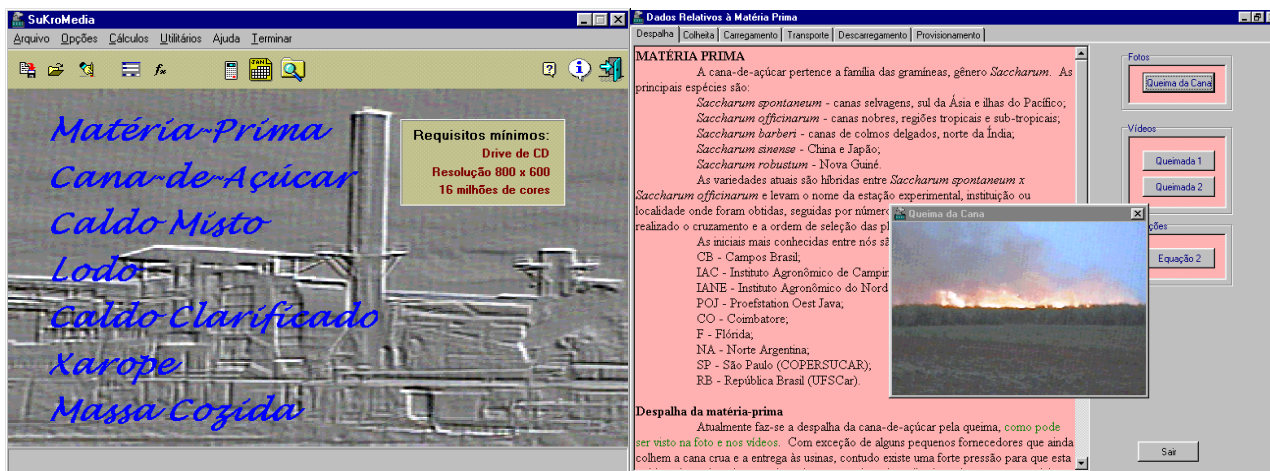 SuKroMedia
Arquivo Opções Cálculos Utilitários Ajuda Terminar
Matéria-Prima
Cana-de-Açúcar
Caldo Misto
Lodo
Caldo Clarificado
Xarope
Massa Cozida
Requisitos mínimos:
Drive de CD
Resolução 800 x 600
16 milhões de cores
Dados Relativos à Matéria Prima
Despalha Colheita Carregamento Transporte Descarregamento Provisionamento
MATÉRIA PRIMA
A cana-de-açúcar pertence a família das gramíneas, gênero Saccharum. As
principais espécies são:
Saccharum spontaneum - canas selvagens, sul da Ásia e ilhas do Pacífico;
Saccharum officinarum - canas nobres, regiões tropicais e sub-tropicais;
Saccharum barberi - canas de colmos delgados, norte da Índia;
Saccharum sinense - China e Japão;
Saccharum robustum - Nova Guiné.
As variedades atuais são híbridas entre Saccharum spontaneum x
Saccharum officinarum e levam o nome da estação experimental, instituição ou
localidade onde foram obtidas, seguidas por número
realizado o cruzamento e a ordem de seleção das
As iniciais mais conhecidas entre nós
CB - Campos Brasil;
IAC - Instituto Agronômico de
IANE - Instituto Agronômico do
POJ - Proefstation Oest Java;
CO - Coimbatore;
F - Flórida;
NA - Norte Argentina;
SP - São Paulo (COPERSUCAR);
RB - República Brasil (UFSCar).
Despalha da matéria-prima
Atualmente faz-se a despalha da cana-de-açúcar pela queima, como pode
ser visto na foto e nos vídeos. Com exceção de alguns pequenos fornecedores que ainda
colhem a cana crua e a entrega às usinas, contudo existe uma forte pressão para que esta
Queima da Cana
Fotos
Queima da Cana
Vídeos
Queimada 1
Queimada 2
Equação 2
Sair